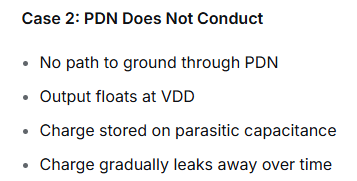 Case 2: PDN Does Not Conduct
• No path to ground through PDN
• Output floats at VDD
• Charge stored on parasitic capacitance
• Charge gradually leaks away over time